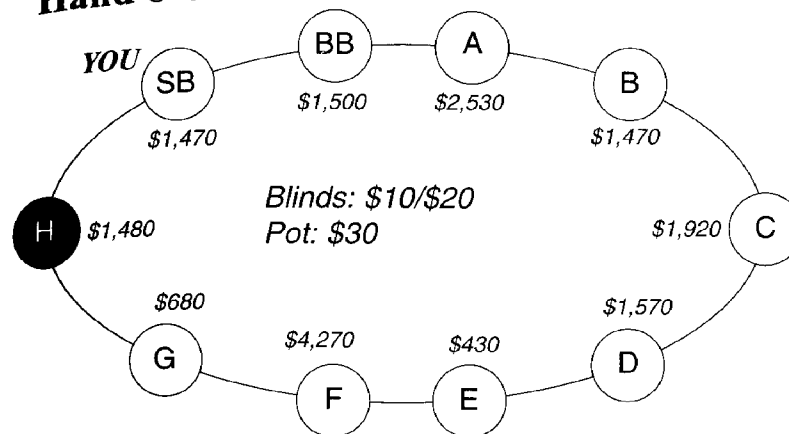 Hand
YOU
SB
$1,470
BB
$1,500
A
$2,530
B
$1,470
H
$1,480
Blinds: $10/$20
Pot: $30
$1,920
C
$680
G
$4,270
F
$430
E
$1,570
D